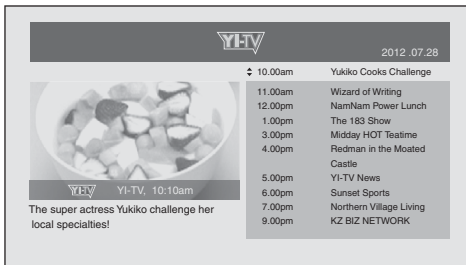 YI-TV
2012 .07.28
10.00am Yukiko Cooks Challenge
11.00am Wizard of Writing
12.00pm NamNam Power Lunch
1.00pm The 183 Show
3.00pm Midday HOT Teatime
4.00pm Redman in the Moated
Castle
5.00pm YI-TV News
6.00pm Sunset Sports
7.00pm Northern Village Living
9.00pm KZ BIZ NETWORK
YI-TV YI-TV, 10:10am
The super actress Yukiko challenge her
local specialties!